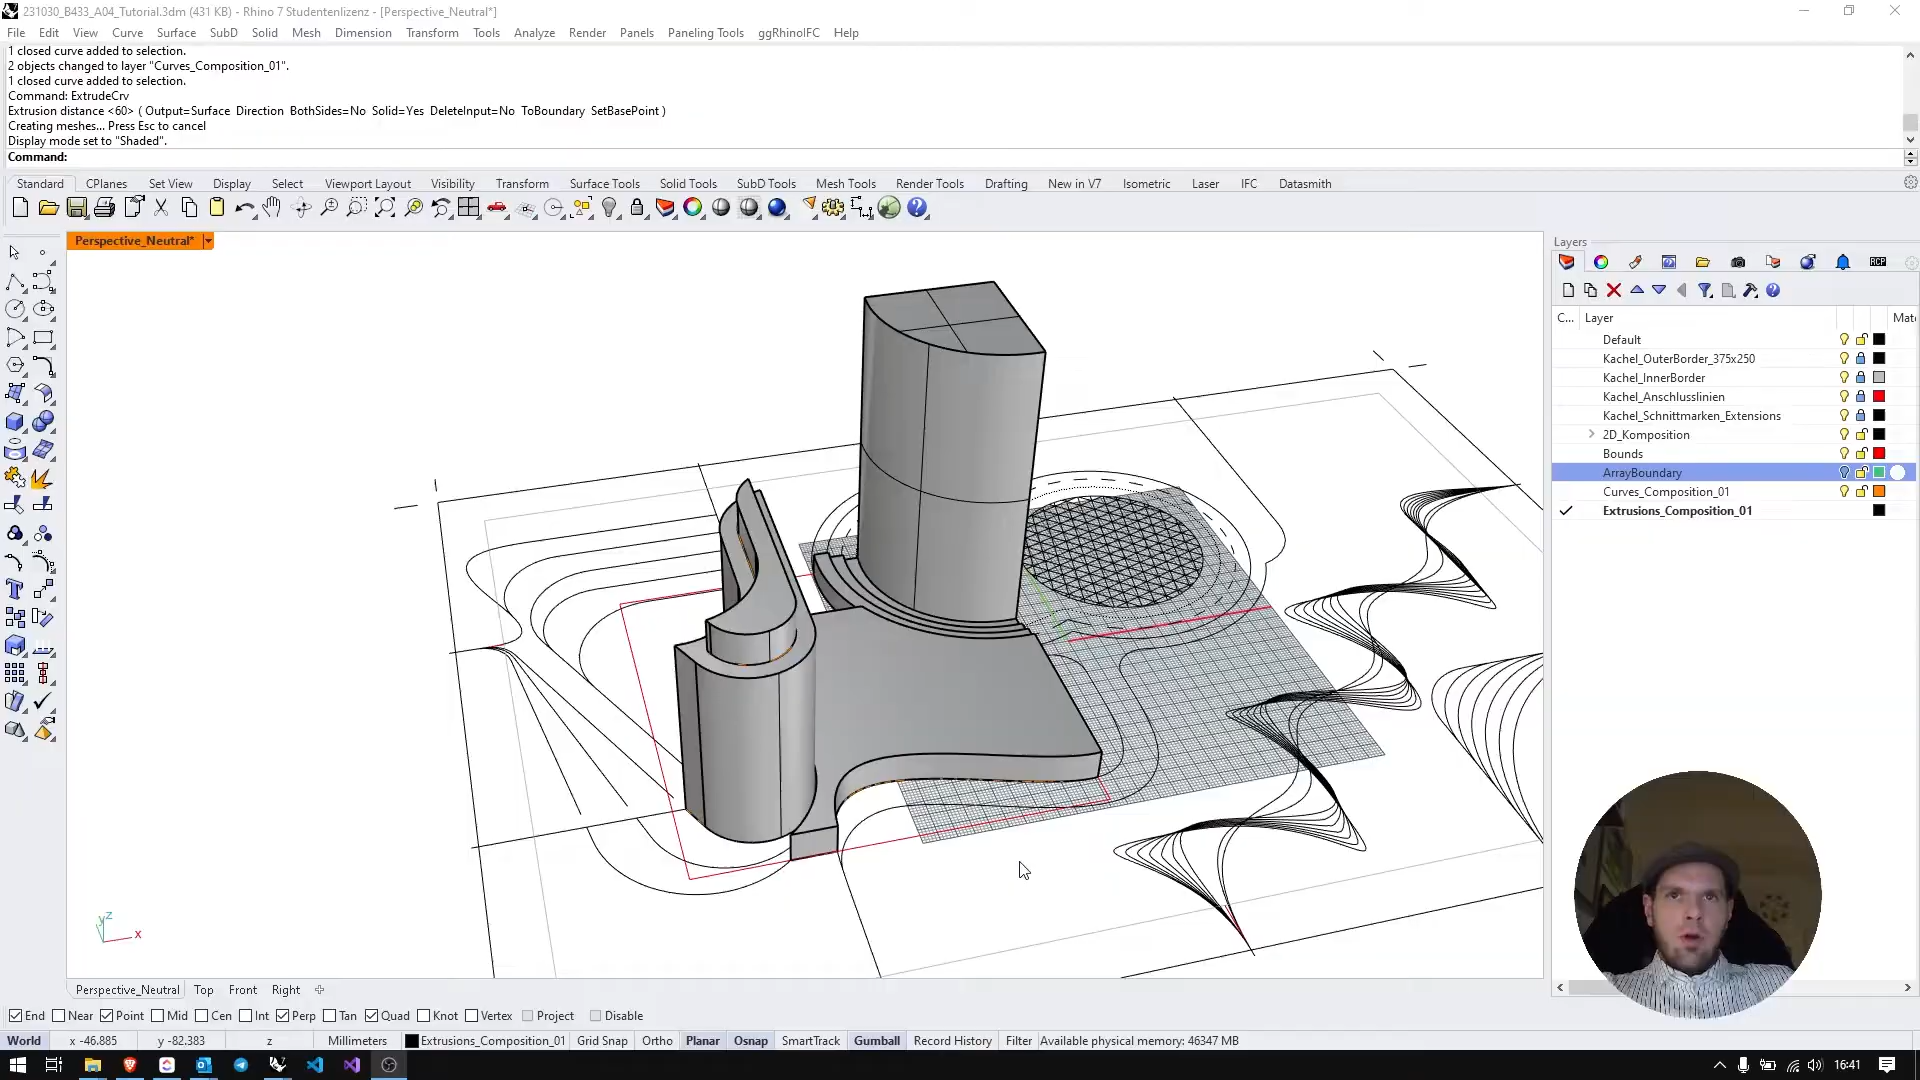 231030_B433_A04_Tutorial.3dm (431 KB) - Rhino 7 Studentenlizenz - [Perspective_Neutral*]
File Edit View Curve Surface SubD Solid Mesh Dimension Transform Tools Analyze Render Panels Paneling Tools ggRhinoIFC Help
1 closed curve added to selection.
2 objects changed to layer "Curves_Composition_01".
1 closed curve added to selection.
Command: ExtrudeCrv
Extrusion distance <60> ( Output=Surface Direction BothSides=No Solid=Yes DeleteInput=No ToBoundary SetBasePoint )
Creating meshes... Press Esc to cancel
Display mode set to "Shaded".
Command:
Standard CPlanes Set View Display Select Viewport Layout Visibility Transform Surface Tools Solid Tools SubD Tools Mesh Tools Render Tools Drafting New in V7 Isometric Laser IFC Datasmith
Perspective_Neutral*
Layers
RCP
C... Layer Mate
Default
Kachel_OuterBorder_375x250
Kachel_InnerBorder
Kachel_Anschlusslinien
Kachel_Schnittmarken_Extensions
2D_Komposition
Bounds
ArrayBoundary
Curves_Composition_01
Extrusions_Composition_01
z
y
x
Perspective_Neutral Top Front Right
End Near Point Mid Cen Int Perp Tan Quad Knot Vertex Project Disable
World x -46.885 y -82.383 z Millimeters Extrusions_Composition_01 Grid Snap Ortho Planar Osnap SmartTrack Gumball Record History Filter Available physical memory: 46347 MB
16:41